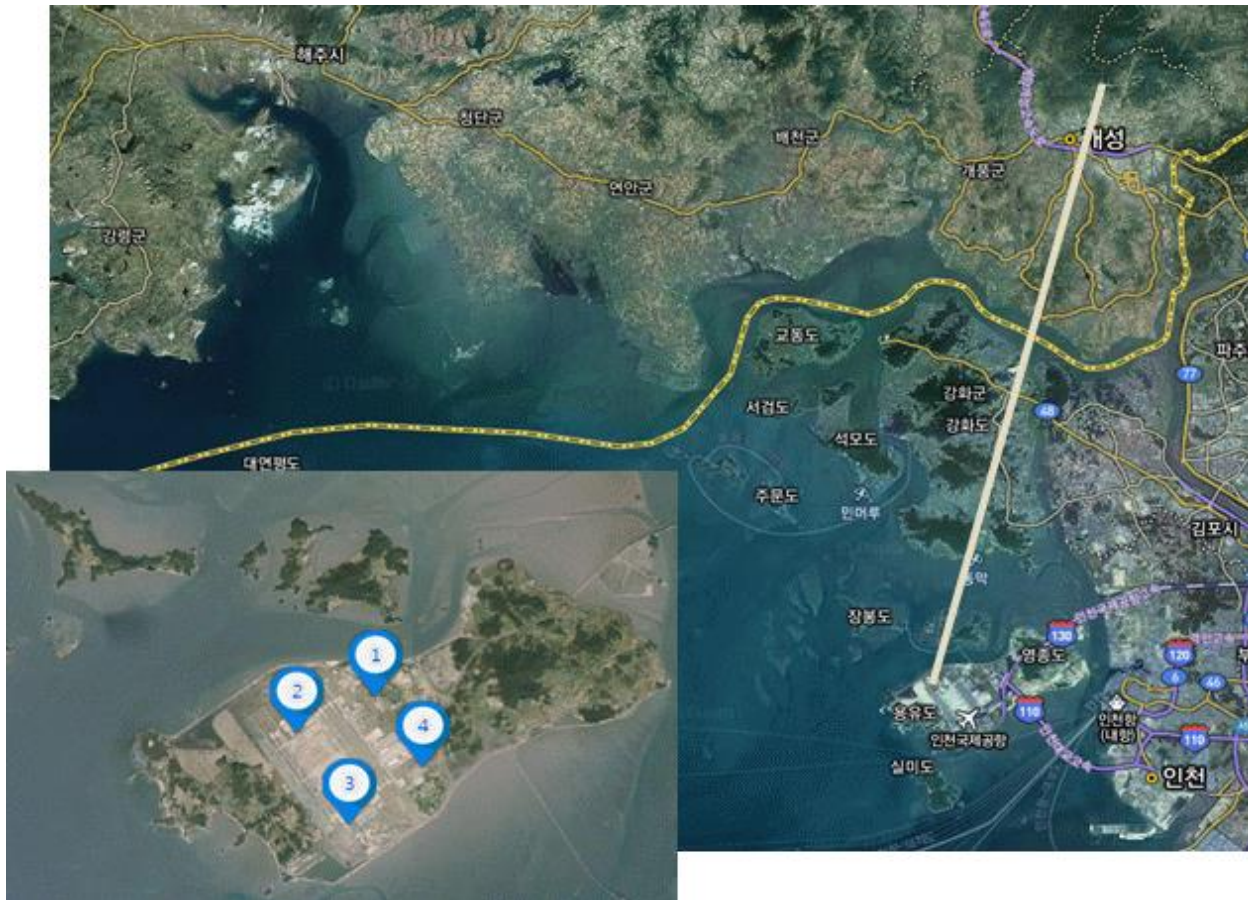 해주시
청단군
배천군
개성
연안군
개풍군
강령군
교동도
파주
77
강화군
서검도
48
강화도
석모도
대연평도
주문도
민머루
김포시
장봉도
130
영종도
120
6
46
용유도
110
인천국제공항
인천항
(내항)
110
실미도
인천
1
2
4
3